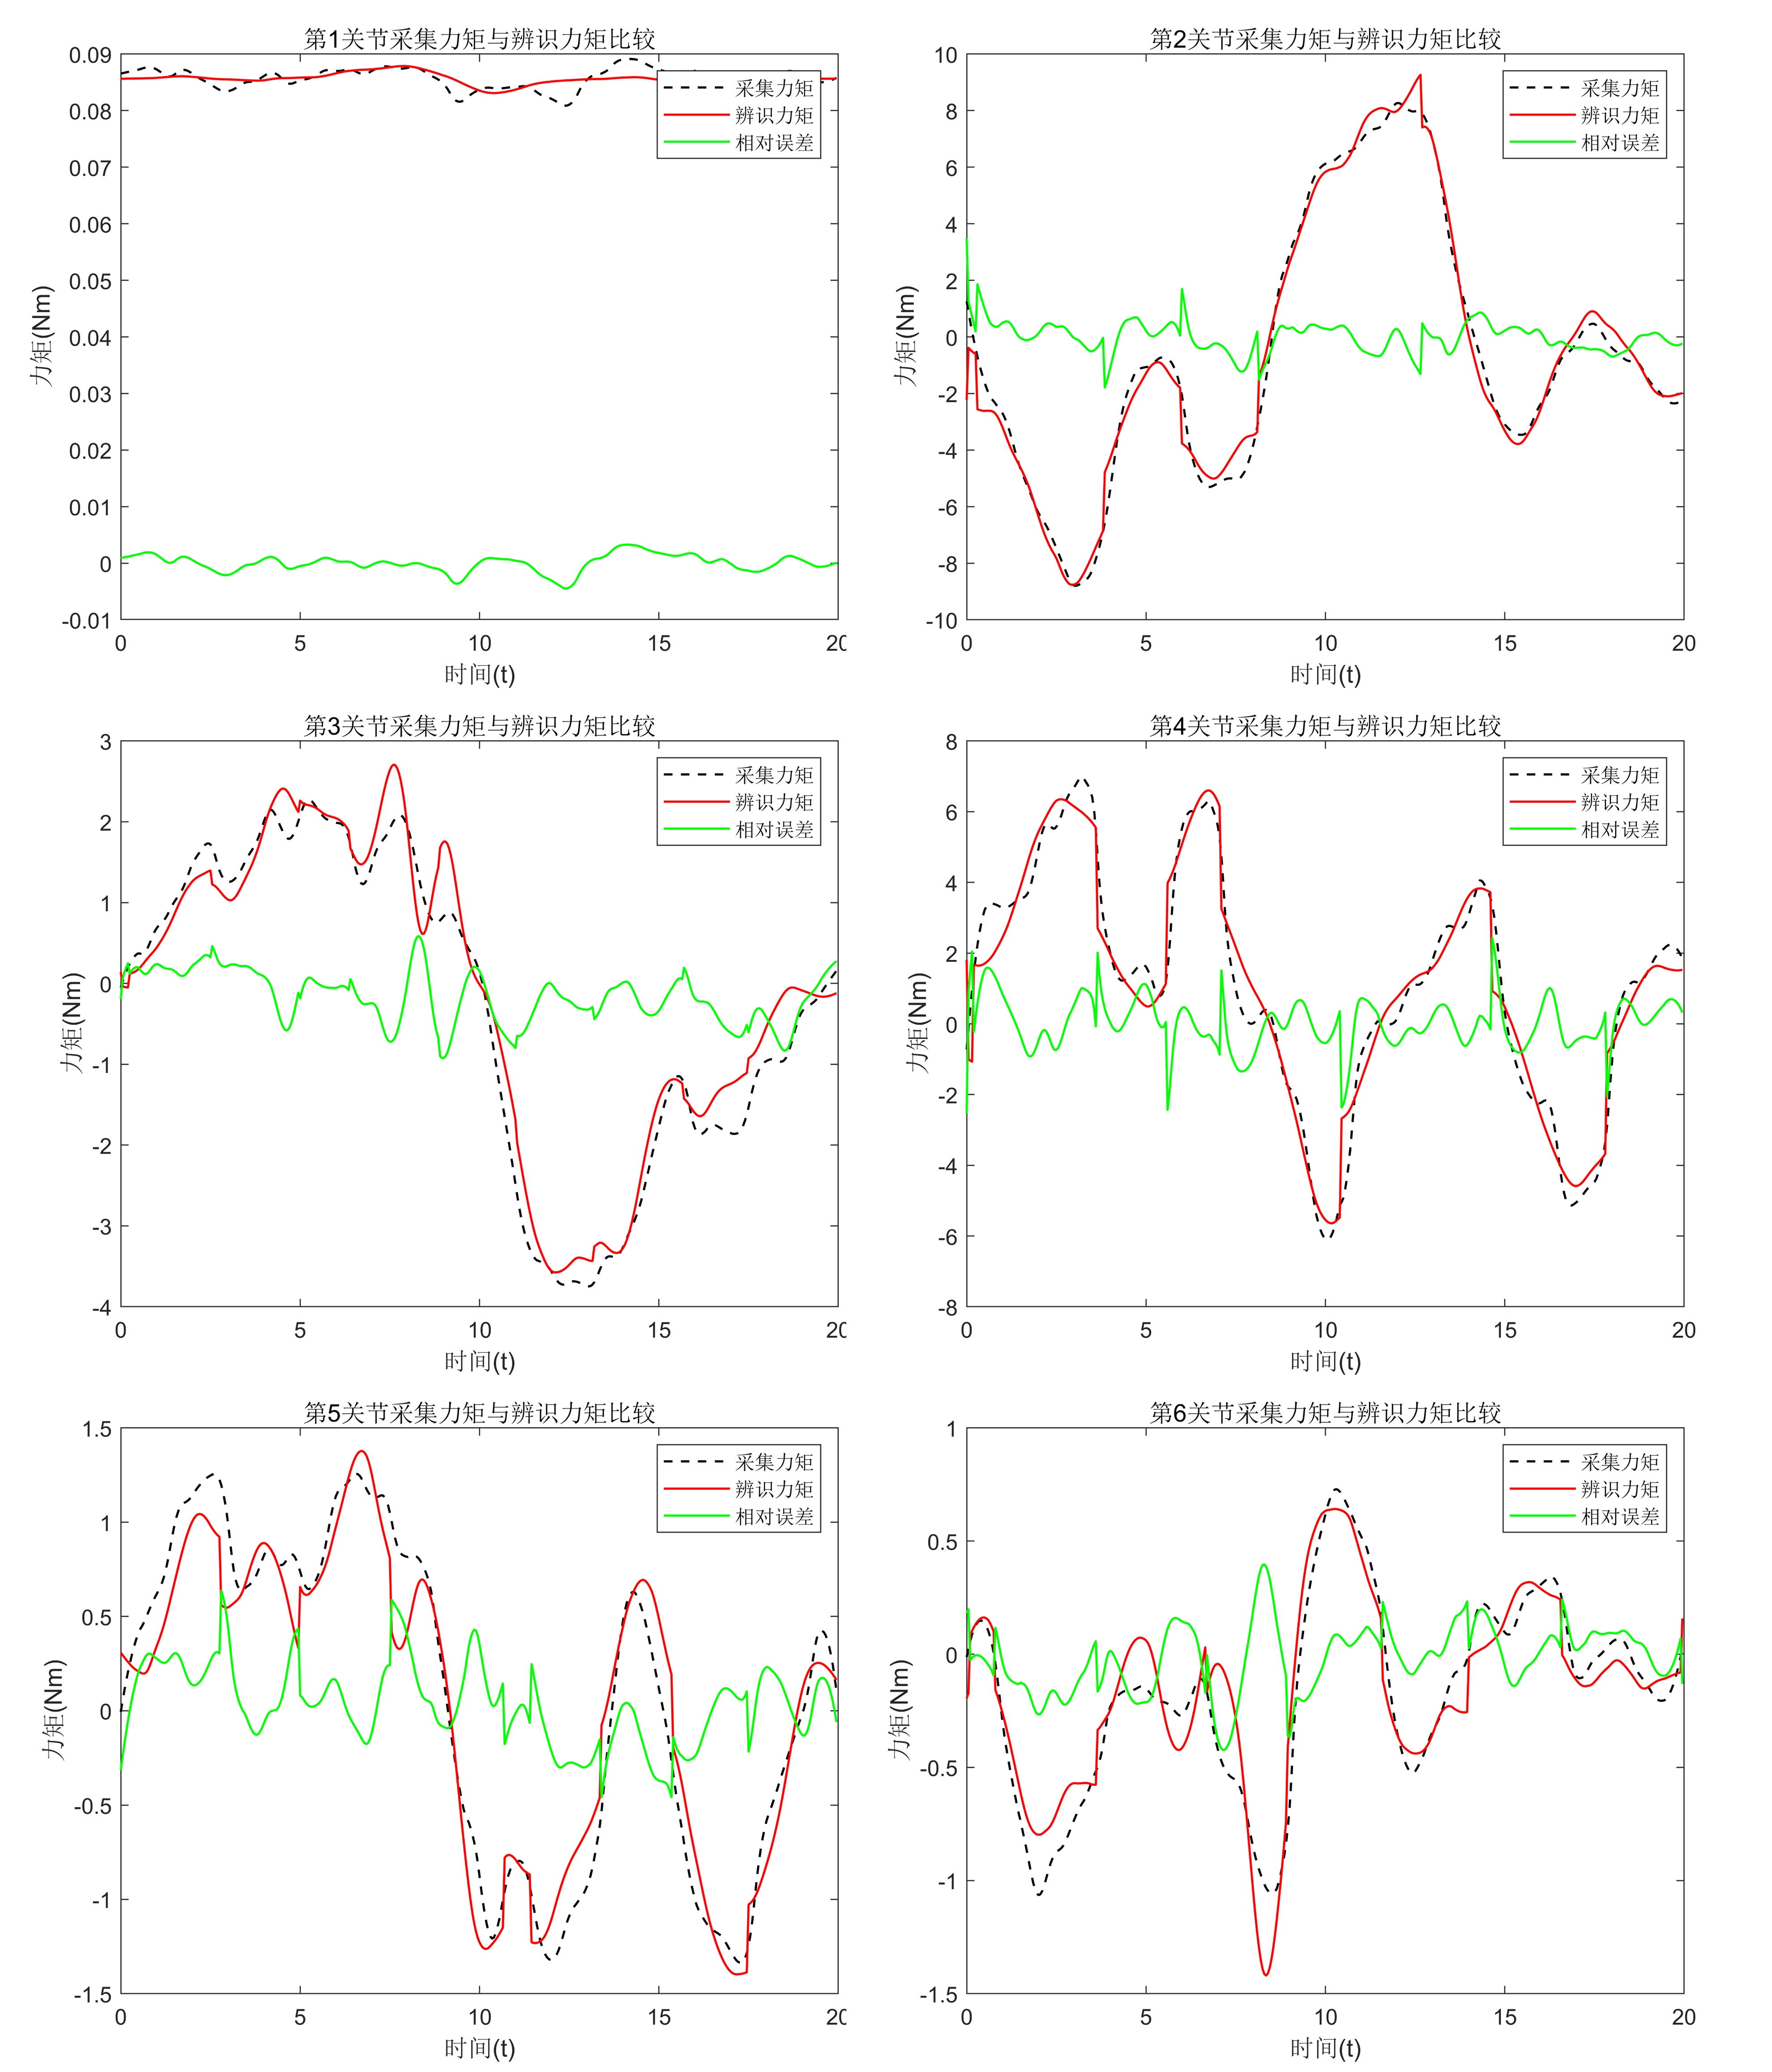 第1关节采集力矩与辨识力矩比较
0.09
0.08
0.07
0.06
0.05
0.04
0.03
0.02
0.01
0
-0.01
力矩(Nm)
采集力矩
辨识力矩
相对误差
0 5 10 15 20
时间(t)
第2关节采集力矩与辨识力矩比较
10
8
6
4
2
0
-2
-4
-6
-8
-10
力矩(Nm)
采集力矩
辨识力矩
相对误差
0 5 10 15 20
时间(t)
第3关节采集力矩与辨识力矩比较
3
2
1
0
-1
-2
-3
-4
力矩(Nm)
采集力矩
辨识力矩
相对误差
0 5 10 15 20
时间(t)
第4关节采集力矩与辨识力矩比较
8
6
4
2
0
-2
-4
-6
-8
力矩(Nm)
采集力矩
辨识力矩
相对误差
0 5 10 15 20
时间(t)
第5关节采集力矩与辨识力矩比较
1.5
1
0.5
0
-0.5
-1
-1.5
力矩(Nm)
采集力矩
辨识力矩
相对误差
0 5 10 15 20
时间(t)
第6关节采集力矩与辨识力矩比较
1
0.5
0
-0.5
-1
-1.5
力矩(Nm)
采集力矩
辨识力矩
相对误差
0 5 10 15 20
时间(t)